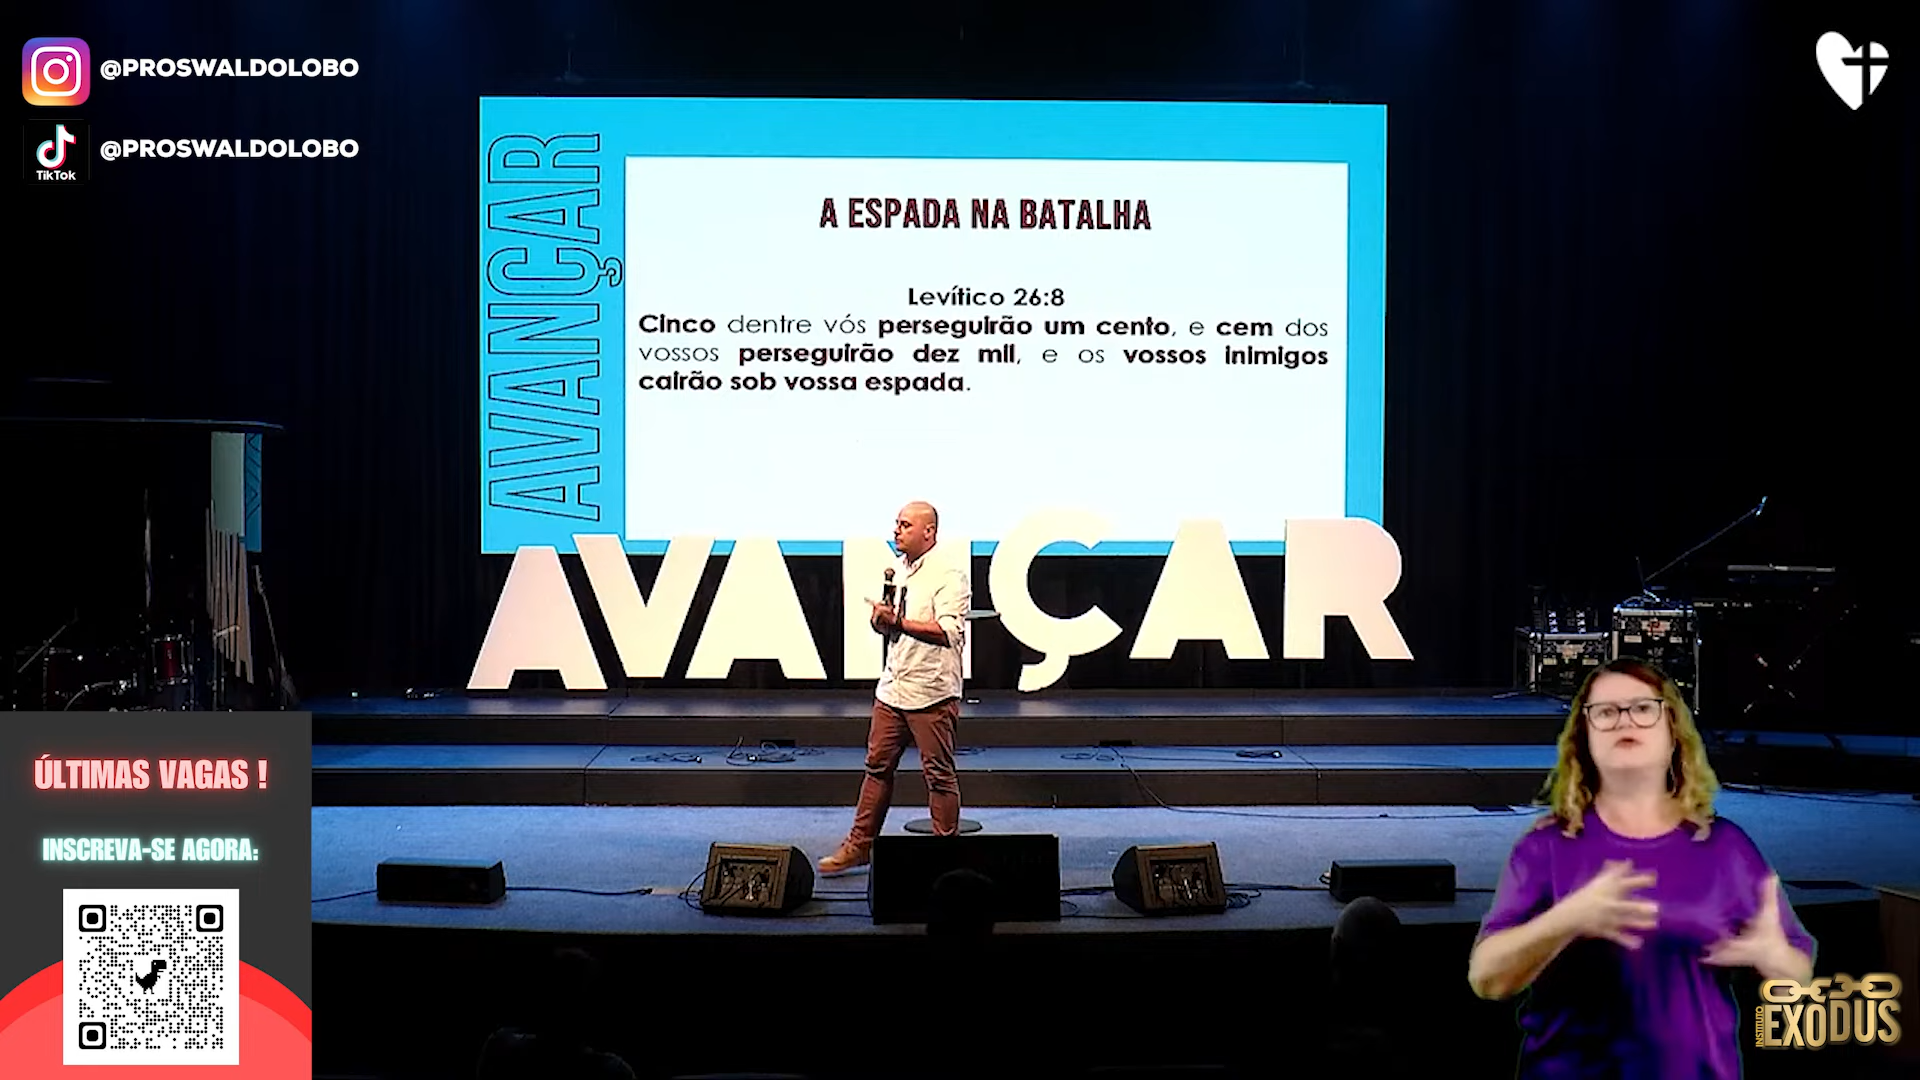 @PROSWALDOLOBO
TikTok
@PROSWALDOLOBO
AVANÇAR
A ESPADA NA BATALHA
Levítico 26:8
Cinco dentre vós perseguirão um cento, e cem dos
vossos perseguirão dez mil, e os vossos inimigos
cairão sob vossa espada.
AVANÇAR
ÚLTIMAS VAGAS !
INSCREVA-SE AGORA:
INSTITUTO
EXODUS